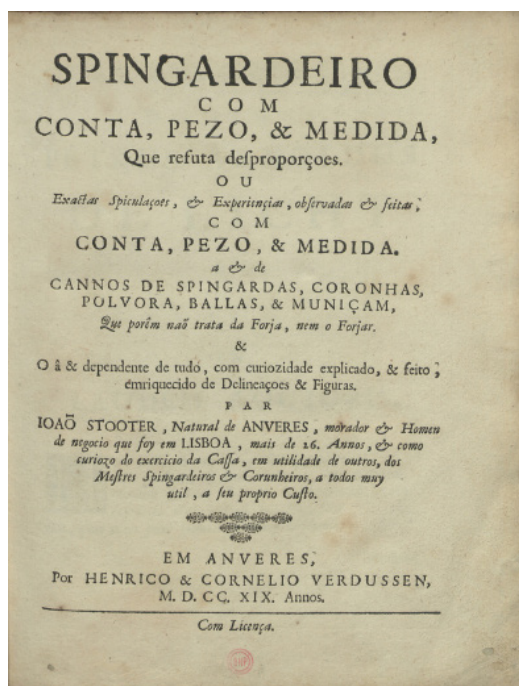 SPINGARDEIRO
COM
CONTA, PEZO, & MEDIDA,
Que refuta desproporçoes.
OU
Exactas Spiculaçoes, & Experiençias, observadas & feitas,
COM
CONTA, PEZO, & MEDIDA.
a & de
CANNOS DE SPINGARDAS, CORONHAS,
POLVORA, BALLAS, & MUNIÇAM,
Que porêm naõ trata da Forja, nem o Forjar.
&
O â & dependente de tudo, com curiozidade explicado, & feito,
émriquecido de Delineaçoes & Figuras.
PAR
IOAÕ STOOTER, Natural de ANVERES, morador & Homen
de negocio que foy em LISBOA, mais de 26. Annos, & como
curiozo do exercicio da Cassa, em utilidade de outros, dos
Mestres Spingardeiros & Corunheiros, a todos muy
util, a seu proprio Custo.
EM ANVERES,
Por HENRICO & CORNELIO VERDUSSEN,
M. D. CC. XIX. Annos.
Com Licença.